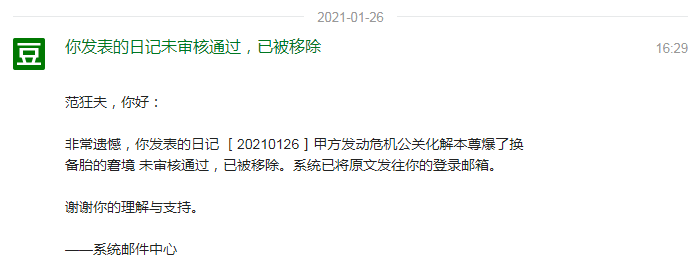 2021-01-26
豆
你发表的日记未审核通过，已被移除
16:29
范狂夫，你好：
非常遗憾，你发表的日记 [ 20210126 ] 甲方发动危机公关化解本尊爆了换
备胎的窘境 未审核通过，已被移除。系统已将原文发往你的登录邮箱。
谢谢你的理解与支持。
——系统邮件中心